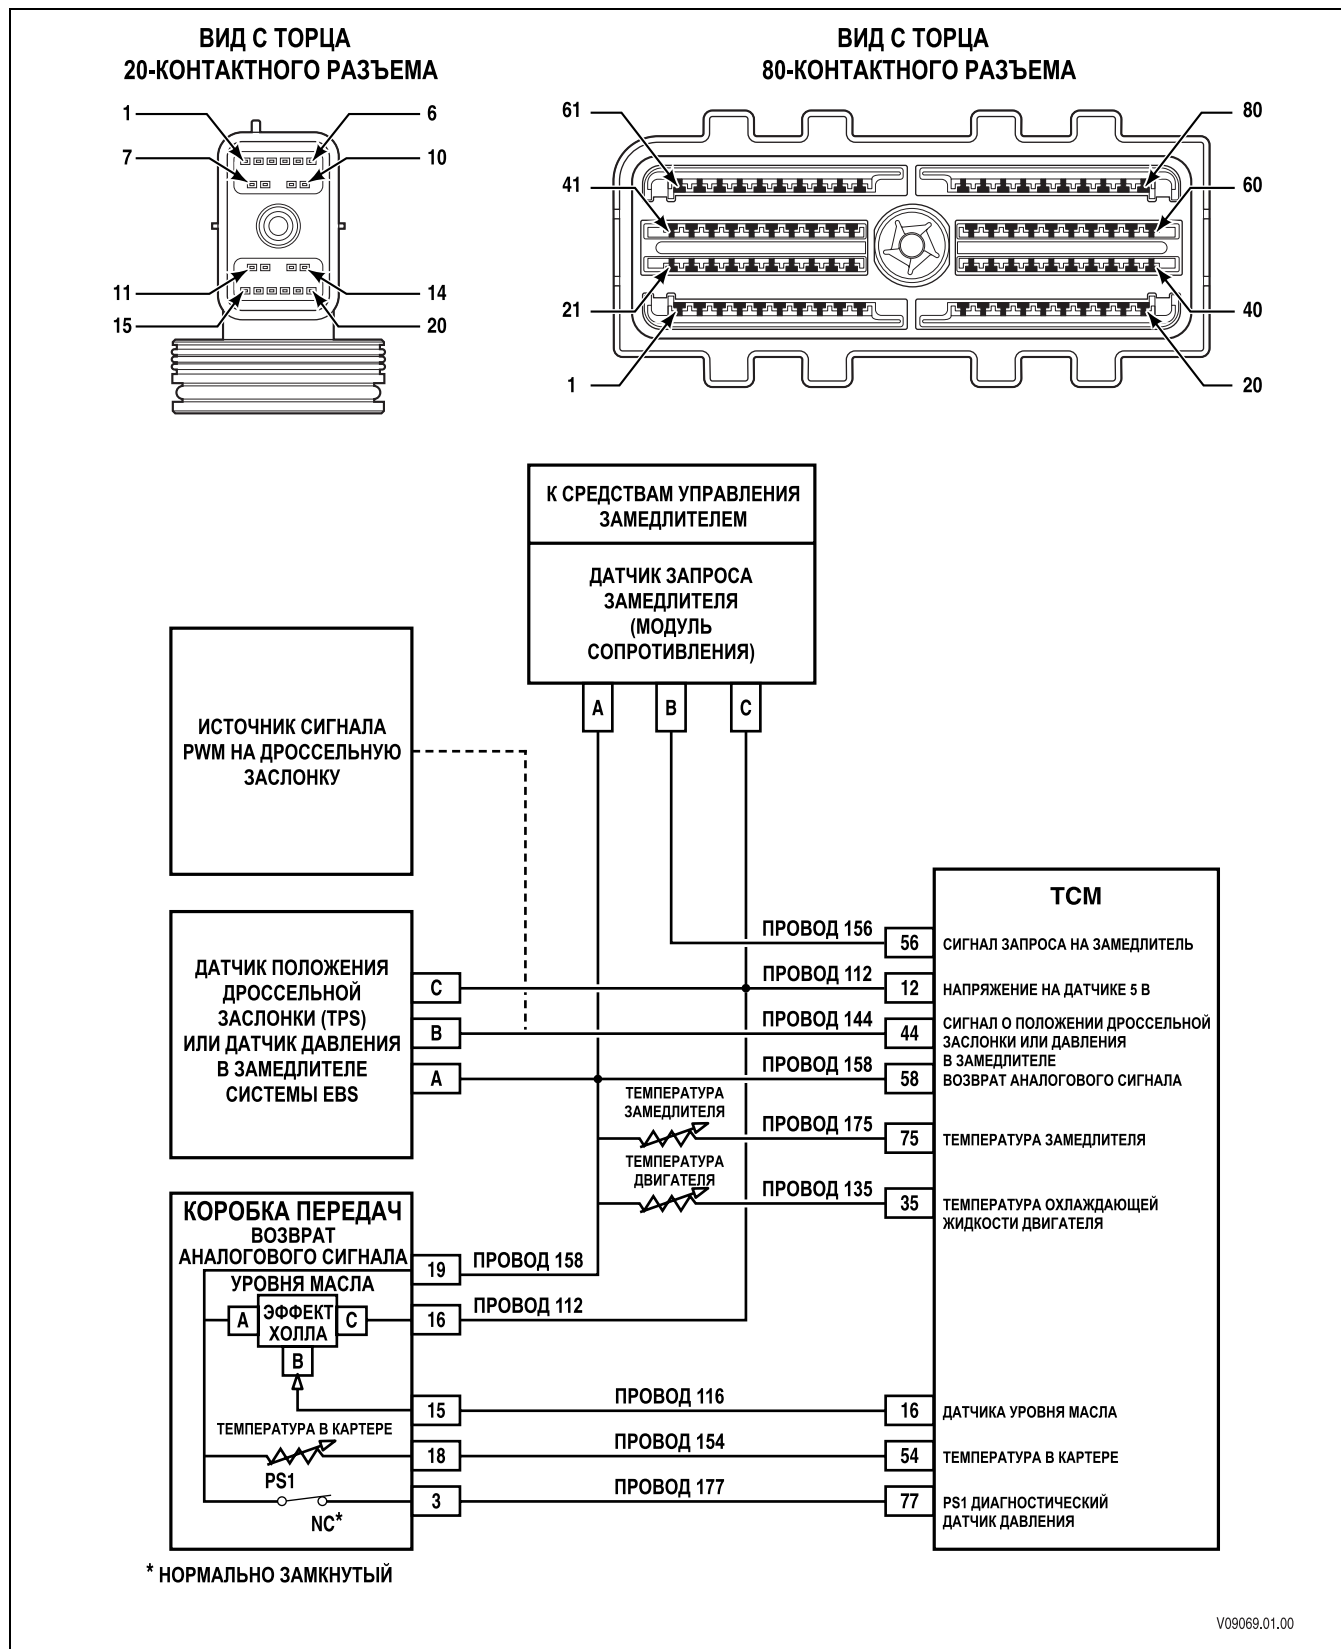 ВИД С ТОРЦА
20-КОНТАКТНОГО РАЗЪЕМА
1
6
7
10
11
14
15
20
ВИД С ТОРЦА
80-КОНТАКТНОГО РАЗЪЕМА
61
80
41
60
21
40
1
20
К СРЕДСТВАМ УПРАВЛЕНИЯ
ЗАМЕДЛИТЕЛЕМ
ДАТЧИК ЗАПРОСА
ЗАМЕДЛИТЕЛЯ
(МОДУЛЬ
СОПРОТИВЛЕНИЯ)
A
B
C
ИСТОЧНИК СИГНАЛА
PWM НА ДРОССЕЛЬНУЮ
ЗАСЛОНКУ
ДАТЧИК ПОЛОЖЕНИЯ
ДРОССЕЛЬНОЙ
ЗАСЛОНКИ (TPS)
ИЛИ ДАТЧИК ДАВЛЕНИЯ
В ЗАМЕДЛИТЕЛЕ
СИСТЕМЫ EBS
C
B
A
TCM
ПРОВОД 156
56
СИГНАЛ ЗАПРОСА НА ЗАМЕДЛИТЕЛЬ
ПРОВОД 112
12
НАПРЯЖЕНИЕ НА ДАТЧИКЕ 5 В
ПРОВОД 144
44
СИГНАЛ О ПОЛОЖЕНИИ ДРОССЕЛЬНОЙ
ЗАСЛОНКИ ИЛИ ДАВЛЕНИЯ
В ЗАМЕДЛИТЕЛЕ
ПРОВОД 158
58
ВОЗВРАТ АНАЛОГОВОГО СИГНАЛА
ТЕМПЕРАТУРА
ЗАМЕДЛИТЕЛЯ
ПРОВОД 175
75
ТЕМПЕРАТУРА ЗАМЕДЛИТЕЛЯ
ТЕМПЕРАТУРА
ДВИГАТЕЛЯ
ПРОВОД 135
35
ТЕМПЕРАТУРА ОХЛАЖДАЮЩЕЙ
ЖИДКОСТИ ДВИГАТЕЛЯ
КОРОБКА ПЕРЕДАЧ
ВОЗВРАТ
АНАЛОГОВОГО СИГНАЛА
19
ПРОВОД 158
УРОВНЯ МАСЛА
A
ЭФФЕКТ
ХОЛЛА
C
16
ПРОВОД 112
B
15
ПРОВОД 116
16
ДАТЧИКА УРОВНЯ МАСЛА
ТЕМПЕРАТУРА В КАРТЕРЕ
18
ПРОВОД 154
54
ТЕМПЕРАТУРА В КАРТЕРЕ
PS1
NC*
3
ПРОВОД 177
77
PS1 ДИАГНОСТИЧЕСКИЙ
ДАТЧИК ДАВЛЕНИЯ
* НОРМАЛЬНО ЗАМКНУТЫЙ
V09069.01.00